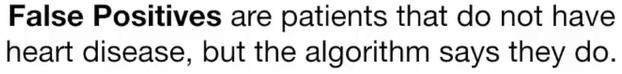 False Positives are patients that do not have
heart disease, but the algorithm says they do.